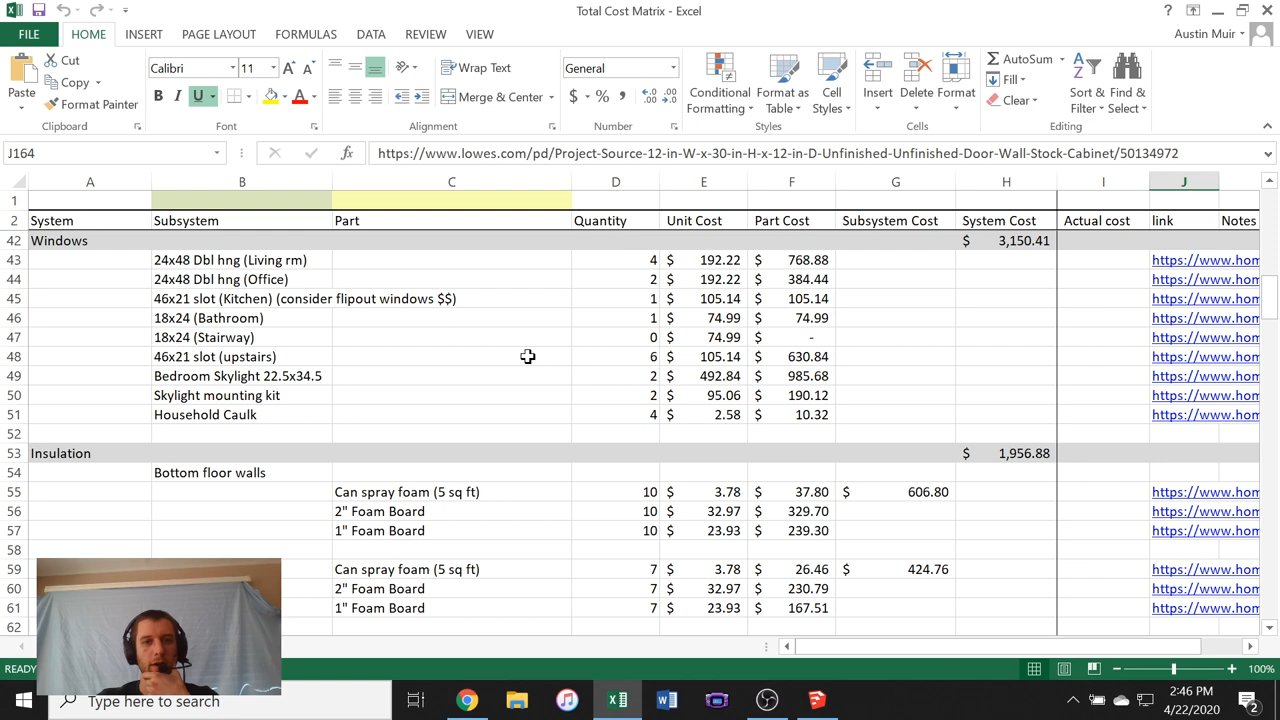 Total Cost Matrix - Excel
?
FILE HOME INSERT PAGE LAYOUT FORMULAS DATA REVIEW VIEW Austin Muir
Paste Cut Copy Format Painter Clipboard
Calibri 11 A A B I U A Font
Wrap Text Merge & Center Alignment
General $ % , Number
Conditional Formatting Format as Table Cell Styles Styles
Insert Delete Format Cells
AutoSum Fill Clear Sort & Filter Find & Select Editing
J164 fx https://www.lowes.com/pd/Project-Source-12-in-W-x-30-in-H-x-12-in-D-Unfinished-Unfinished-Door-Wall-Stock-Cabinet/50134972
A B C D E F G H I J
1
2 System Subsystem Part Quantity Unit Cost Part Cost Subsystem Cost System Cost Actual cost link Notes
42 Windows $ 3,150.41
43 24x48 Dbl hng (Living rm) 4 $ 192.22 $ 768.88 https://www.hom
44 24x48 Dbl hng (Office) 2 $ 192.22 $ 384.44 https://www.hom
45 46x21 slot (Kitchen) (consider flipout windows $$) 1 $ 105.14 $ 105.14 https://www.hom
46 18x24 (Bathroom) 1 $ 74.99 $ 74.99 https://www.hom
47 18x24 (Stairway) 0 $ 74.99 $ - https://www.hom
48 46x21 slot (upstairs) 6 $ 105.14 $ 630.84 https://www.hom
49 Bedroom Skylight 22.5x34.5 2 $ 492.84 $ 985.68 https://www.hom
50 Skylight mounting kit 2 $ 95.06 $ 190.12 https://www.hom
51 Household Caulk 4 $ 2.58 $ 10.32 https://www.hom
52
53 Insulation $ 1,956.88
54 Bottom floor walls
55 Can spray foam (5 sq ft) 10 $ 3.78 $ 37.80 $ 606.80 https://www.hom
56 2" Foam Board 10 $ 32.97 $ 329.70 https://www.hom
57 1" Foam Board 10 $ 23.93 $ 239.30 https://www.hom
58
59 Can spray foam (5 sq ft) 7 $ 3.78 $ 26.46 $ 424.76 https://www.hom
60 2" Foam Board 7 $ 32.97 $ 230.79 https://www.hom
61 1" Foam Board 7 $ 23.93 $ 167.51 https://www.hom
62
READY 100%
Type here to search
2:46 PM
4/22/2020
2